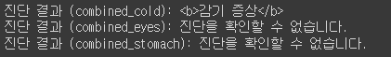 진단 결과 (combined_cold): <b>감기 증상</b>
진단 결과 (combined_eyes): 진단을 확인할 수 없습니다.
진단 결과 (combined_stomach): 진단을 확인할 수 없습니다.